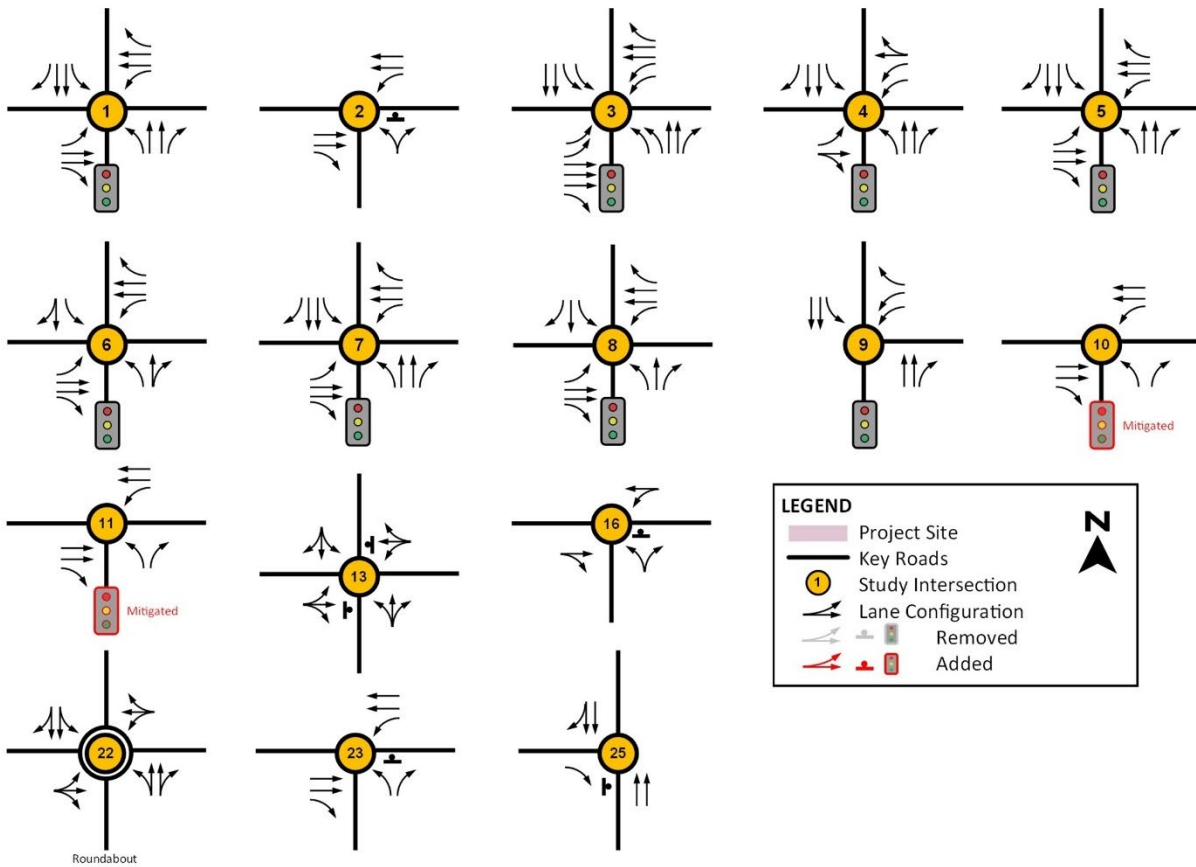 1
2
3
4
5
6
7
8
9
10
Mitigated
11
Mitigated
13
16
LEGEND
N
Project Site
Key Roads
1
Study Intersection
Lane Configuration
Removed
Added
22
Roundabout
23
25